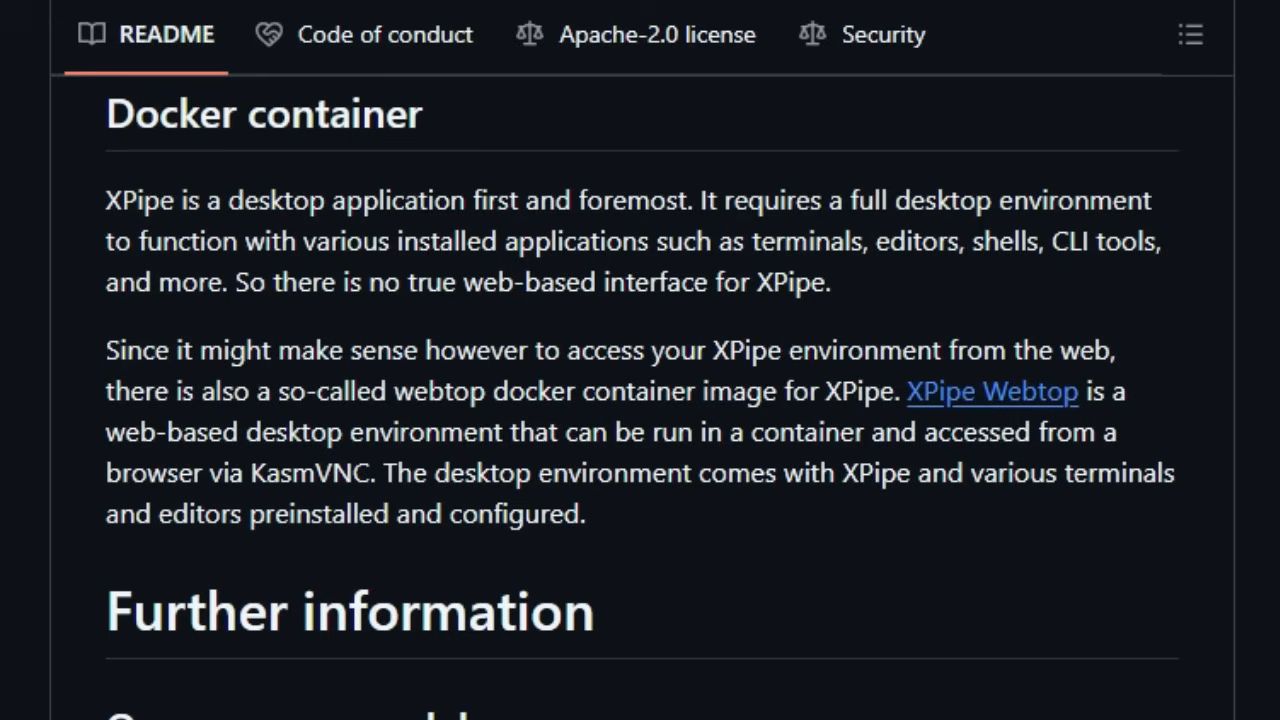 README Code of conduct Apache-2.0 license Security
Docker container
XPipe is a desktop application first and foremost. It requires a full desktop environment
to function with various installed applications such as terminals, editors, shells, CLI tools,
and more. So there is no true web-based interface for XPipe.
Since it might make sense however to access your XPipe environment from the web,
there is also a so-called webtop docker container image for XPipe. XPipe Webtop is a
web-based desktop environment that can be run in a container and accessed from a
browser via KasmVNC. The desktop environment comes with XPipe and various terminals
and editors preinstalled and configured.
Further information